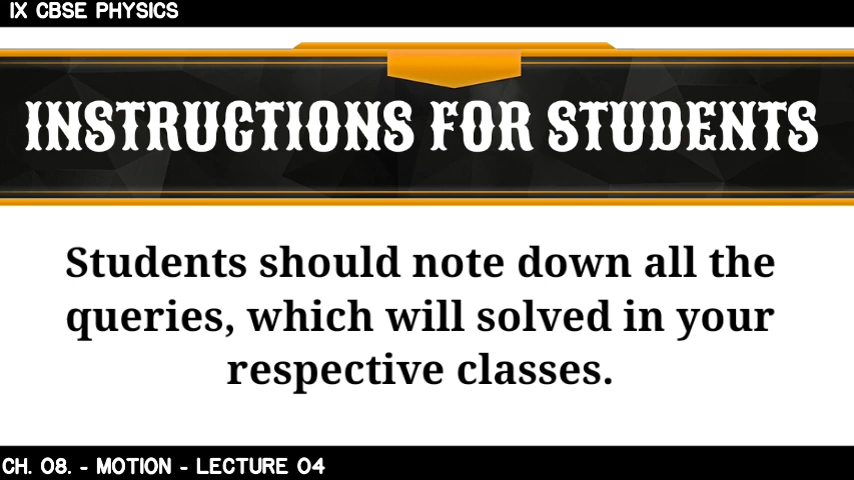 IX CBSE PHYSICS
INSTRUCTIONS FOR STUDENTS
Students should note down all the
queries, which will solved in your
respective classes.
CH. 08. - MOTION - LECTURE 04